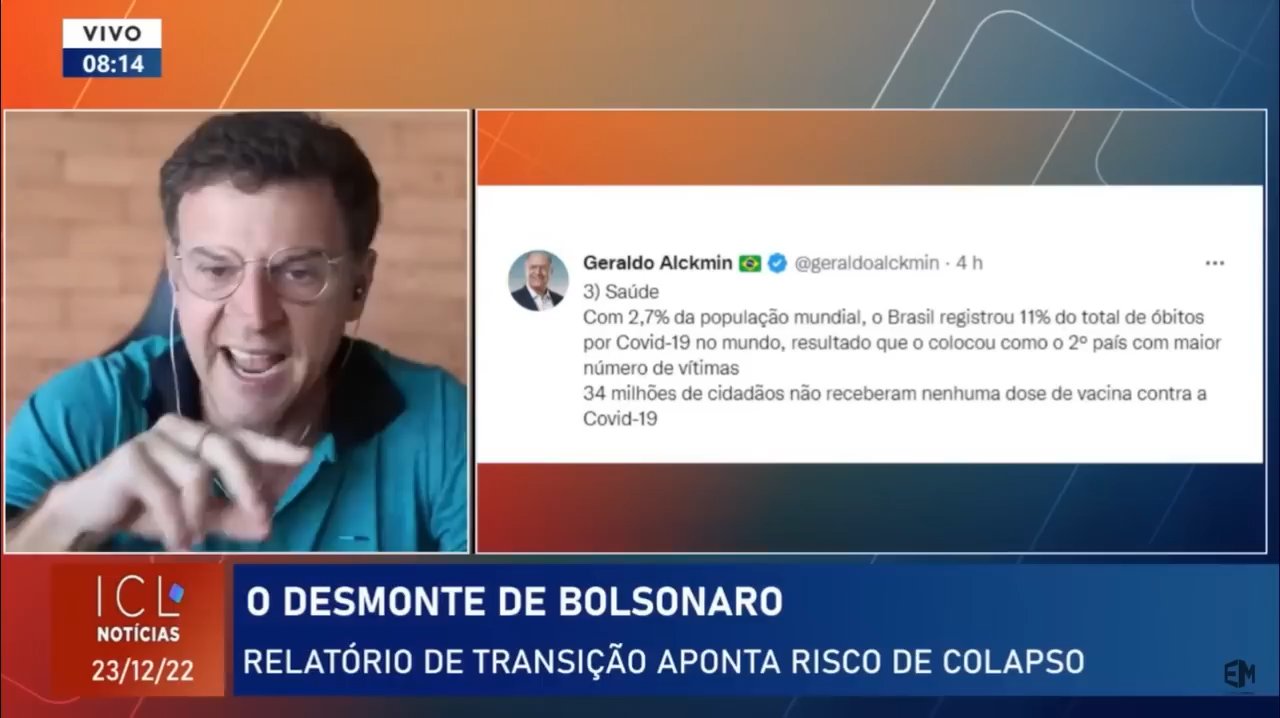 VIVO
08:14
Geraldo Alckmin @geraldoalckmin · 4 h
3) Saúde
Com 2,7% da população mundial, o Brasil registrou 11% do total de óbitos
por Covid-19 no mundo, resultado que o colocou como o 2º país com maior
número de vítimas
34 milhões de cidadãos não receberam nenhuma dose de vacina contra a
Covid-19
ICL
NOTÍCIAS
23/12/22
O DESMONTE DE BOLSONARO
RELATÓRIO DE TRANSIÇÃO APONTA RISCO DE COLAPSO
EM